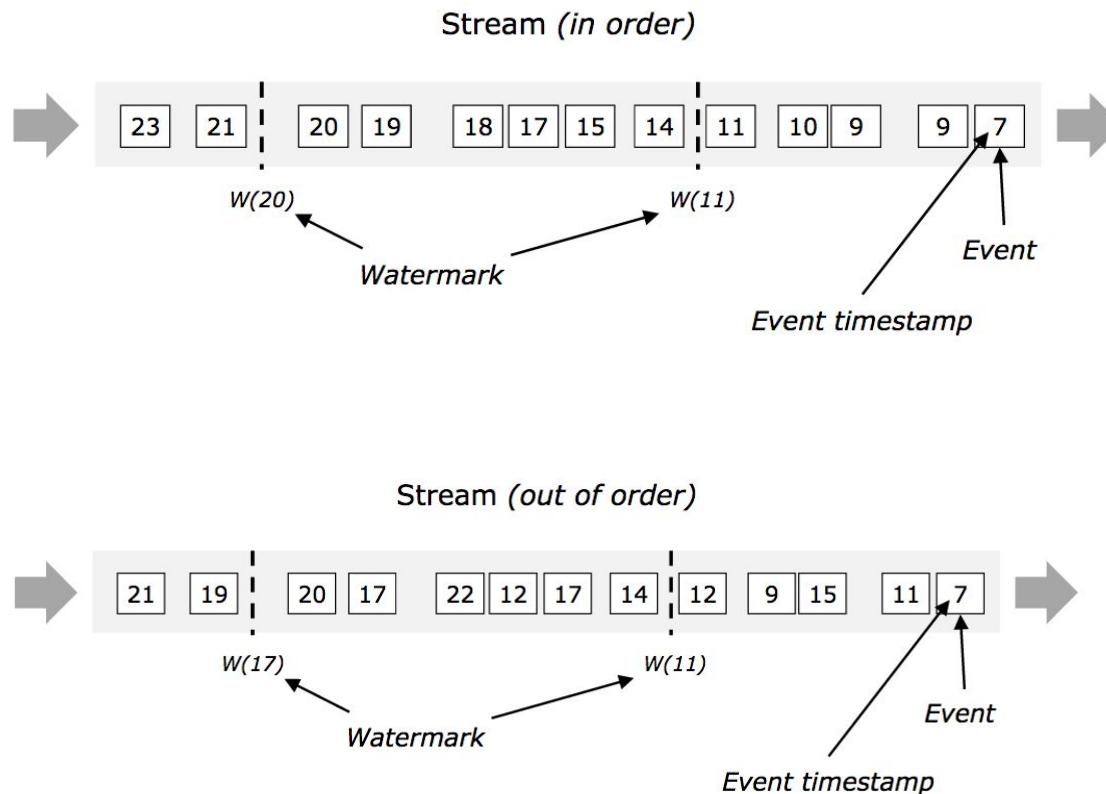 Stream (in order)
23 21 20 19 18 17 15 14 11 10 9 9 7
W(20) W(11)
Event
Watermark
Event timestamp
Stream (out of order)
21 19 20 17 22 12 17 14 12 9 15 11 7
W(17) W(11)
Event
Watermark
Event timestamp